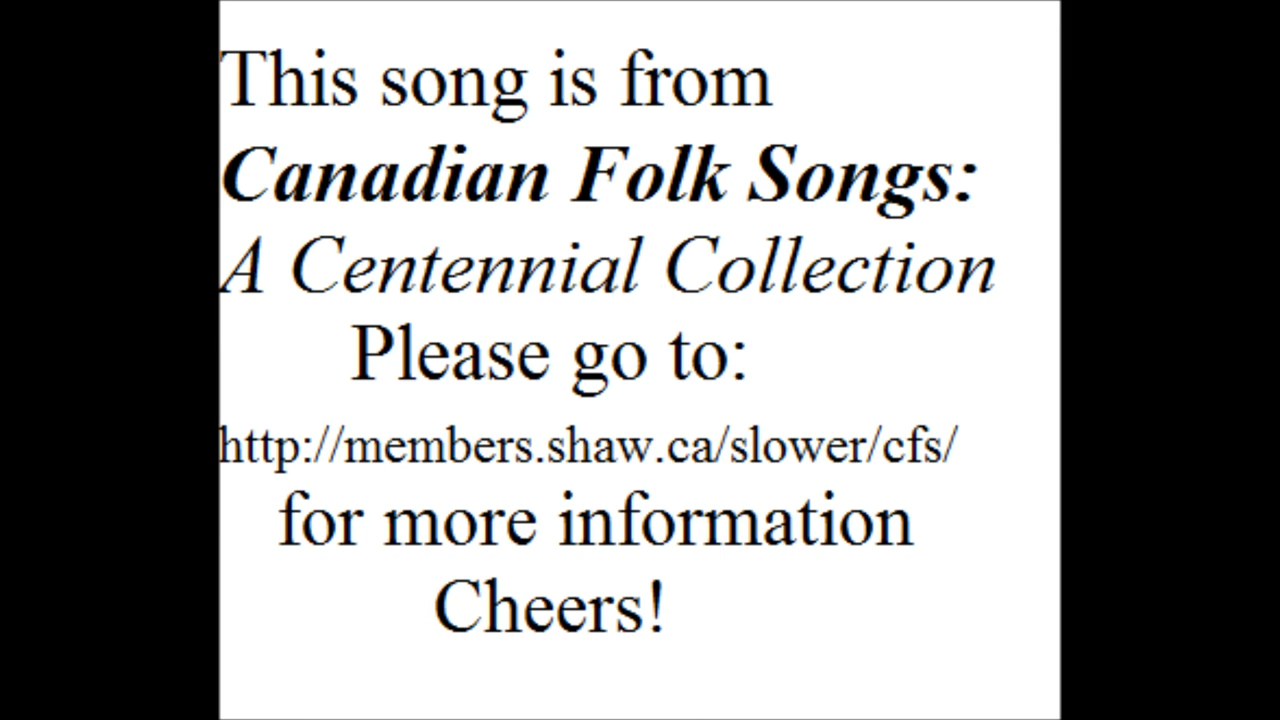 This song is from
Canadian Folk Songs:
A Centennial Collection
Please go to:
http://members.shaw.ca/slower/cfs/
for more information
Cheers!